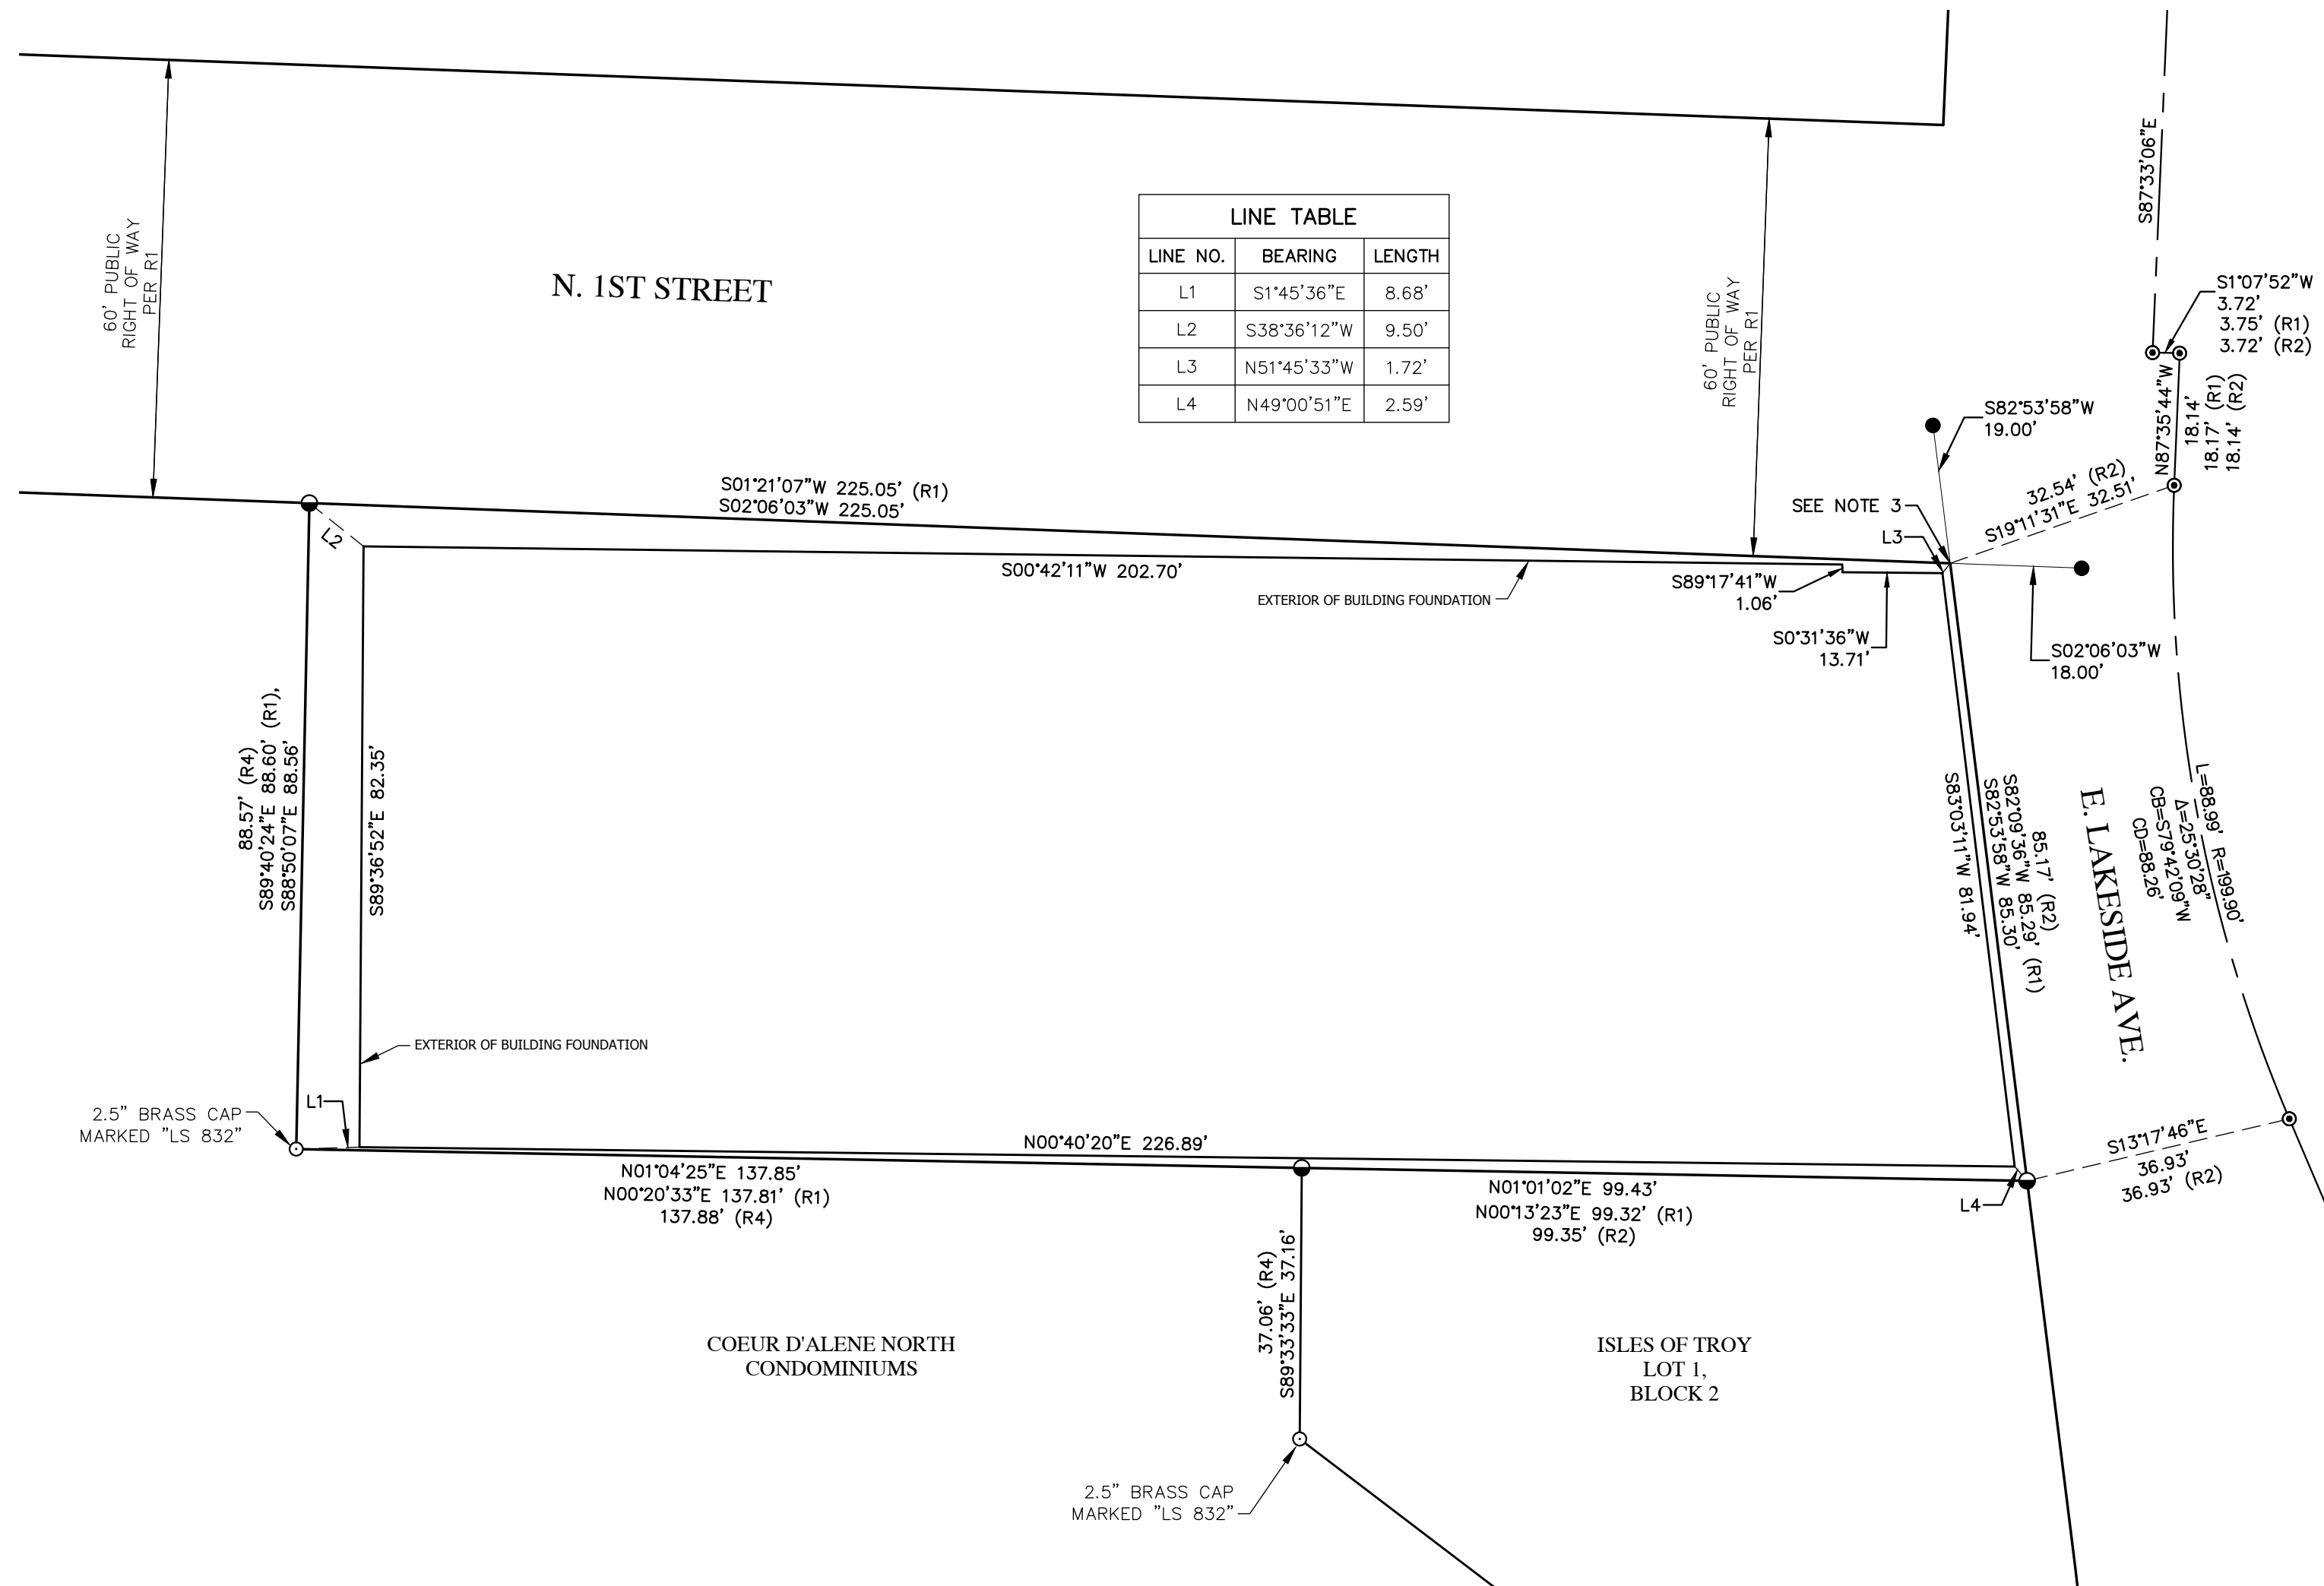 60' PUBLIC
RIGHT OF WAY
PER R1
N. 1ST STREET
LINE TABLE
LINE NO. BEARING LENGTH
L1 S1°45'36"E 8.68'
L2 S38°36'12"W 9.50'
L3 N51°45'33"W 1.72'
L4 N49°00'51"E 2.59'
60' PUBLIC
RIGHT OF WAY
PER R1
S87°33'06"E
S1°07'52"W
3.72'
3.75' (R1)
3.72' (R2)
N87°35'44"W
18.14'
18.17' (R1)
18.14' (R2)
S82°53'58"W
19.00'
32.54' (R2)
S19°11'31"E 32.51'
SEE NOTE 3
L3
S01°21'07"W 225.05' (R1)
S02°06'03"W 225.05'
L2
S00°42'11"W 202.70'
EXTERIOR OF BUILDING FOUNDATION
S89°17'41"W
1.06'
S0°31'36"W
13.71'
S02°06'03"W
18.00'
88.57' (R4)
S89°40'24"E 88.60' (R1),
S88°50'07"E 88.56'
S89°36'52"E 82.35'
S83°03'11"W 81.94'
S82°53'58"W 85.30'
S82°09'36"W 85.29' (R1)
85.17' (R2)
E. LAKESIDE AVE.
L=88.99' R=199.90'
Δ=25°30'28"
CB=S79°42'09"W
CD=88.26'
EXTERIOR OF BUILDING FOUNDATION
L1
2.5" BRASS CAP
MARKED "LS 832"
N00°40'20"E 226.89'
N01°04'25"E 137.85'
N00°20'33"E 137.81' (R1)
137.88' (R4)
N01°01'02"E 99.43'
N00°13'23"E 99.32' (R1)
99.35' (R2)
L4
S13°17'46"E
36.93'
36.93' (R2)
37.06' (R4)
S89°33'33"E 37.16'
COEUR D'ALENE NORTH
CONDOMINIUMS
ISLES OF TROY
LOT 1,
BLOCK 2
2.5" BRASS CAP
MARKED "LS 832"